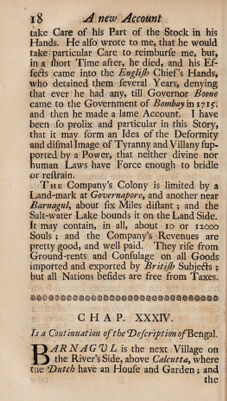 18 A new Account
take Care of his Part of the Stock in his
Hands. He also wrote to me, that he would
take particular Care to reimburse me, but,
in a short Time after, he died, and his Ef-
fects came into the English Chief's Hands,
who detained them several Years, denying
that ever he had any, till Governor Boone
came to the Government of Bombay in 1715.
and then he made a lame Account. I have
been so prolix and particular in this Story,
that it may form an Idea of the Deformity
and dismal Image of Tyranny and Villany sup-
ported by a Power, that neither divine nor
human Laws have Force enough to bridle
or restrain.
THE Company's Colony is limited by a
Land-mark at Governapore, and another near
Barnagul, about six Miles distant; and the
Salt-water Lake bounds it on the Land Side.
It may contain, in all, about 10 or 12000
Souls; and the Company's Revenues are
pretty good, and well paid. They rise from
Ground-rents and Consulage on all Goods
imported and exported by British Subjects;
but all Nations besides are free from Taxes.
CHAP. XXXIV.
Is a Continuation of the Description of Bengal.
BARNAGUL is the next Village on
the River's Side, above Calcutta, where
the Dutch have an House and Garden; and
the